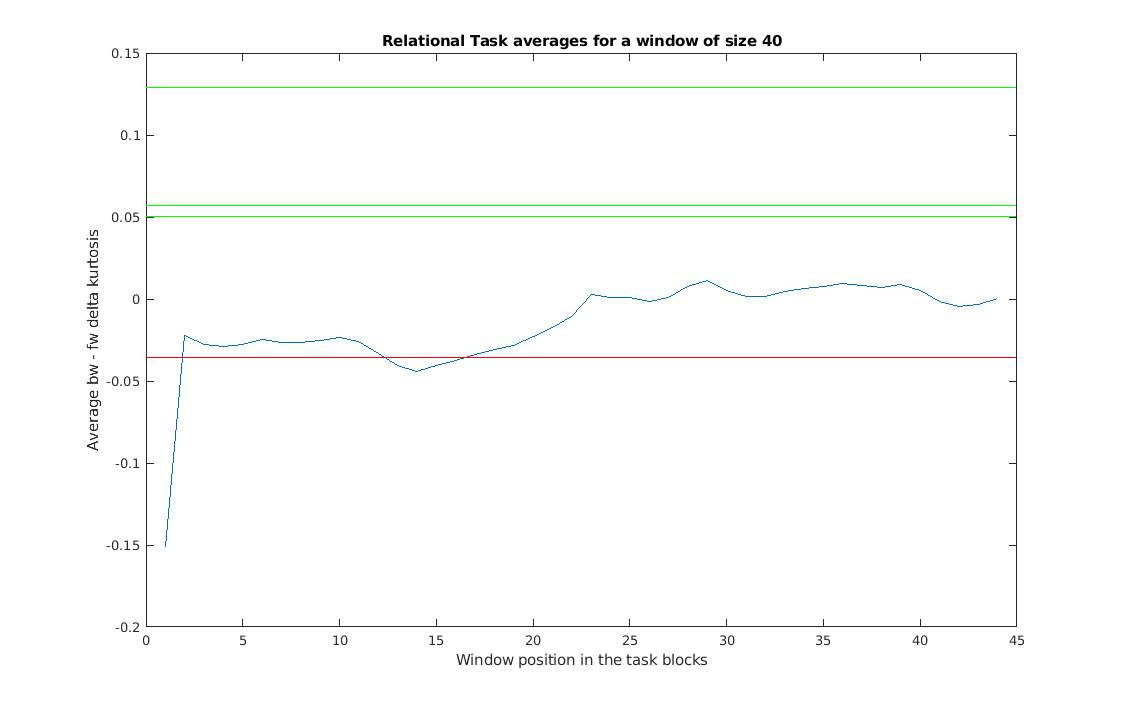 Relational Task averages for a window of size 40
0.15
0.1
0.05
0
-0.05
-0.1
-0.15
-0.2
Average bw - fw delta kurtosis
0 5 10 15 20 25 30 35 40 45
Window position in the task blocks